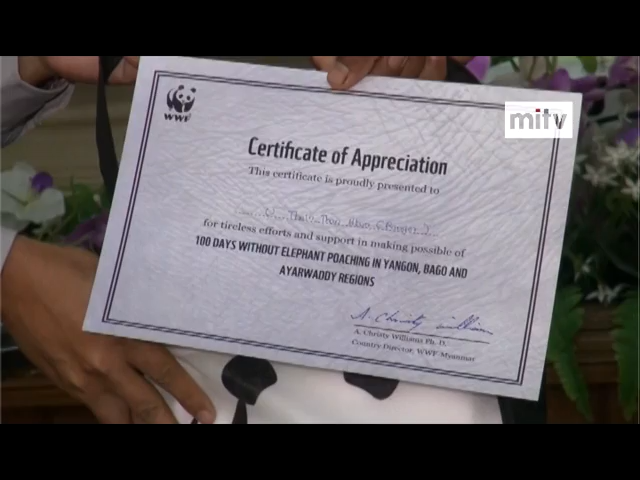 mitv
WWF
Certificate of Appreciation
This certificate is proudly presented to
for tireless efforts and support in making possible of
100 DAYS WITHOUT ELEPHANT POACHING IN YANGON, BAGO AND
AYARWADDY REGIONS
A. Christy Williams
A. Christy Williams Ph. D.
Country Director, WWF Myanmar